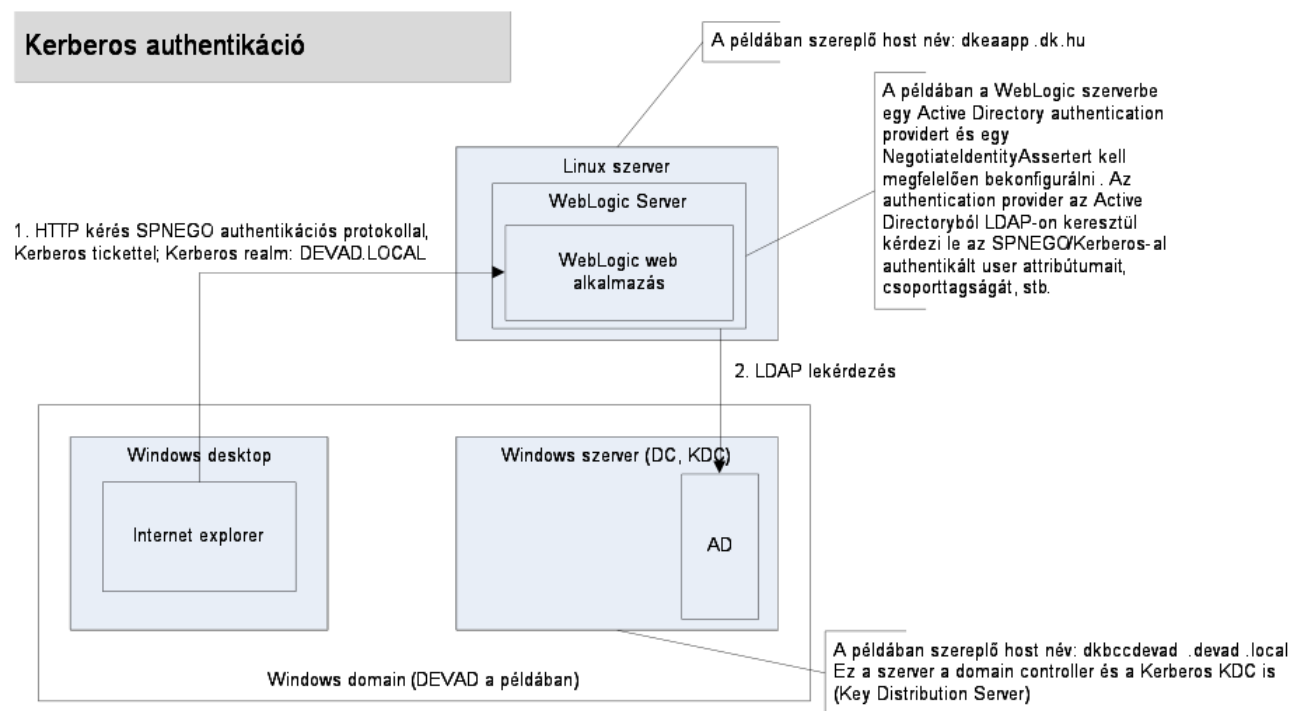 Kerberos authentikáció
A példában szereplő host név: dkeaapp .dk.hu
A példában a WebLogic szerverbe
egy Active Directory authentication
providert és egy
NegotiateIdentityAssertert kell
megfelelően bekonfigurálni . Az
authentication provider az Active
Directoryból LDAP-on keresztül
kérdezi le az SPNEGO/Kerberos-al
authentikált user attribútumait,
csoporttagságát, stb.
Linux szerver
WebLogic Server
WebLogic web
alkalmazás
1. HTTP kérés SPNEGO authentikációs protokollal,
Kerberos tickettel; Kerberos realm: DEVAD.LOCAL
2. LDAP lekérdezés
Windows desktop
Internet explorer
Windows szerver (DC, KDC)
AD
Windows domain (DEVAD a példában)
A példában szereplő host név: dkbccdevad .devad .local
Ez a szerver a domain controller és a Kerberos KDC is
(Key Distribution Server)